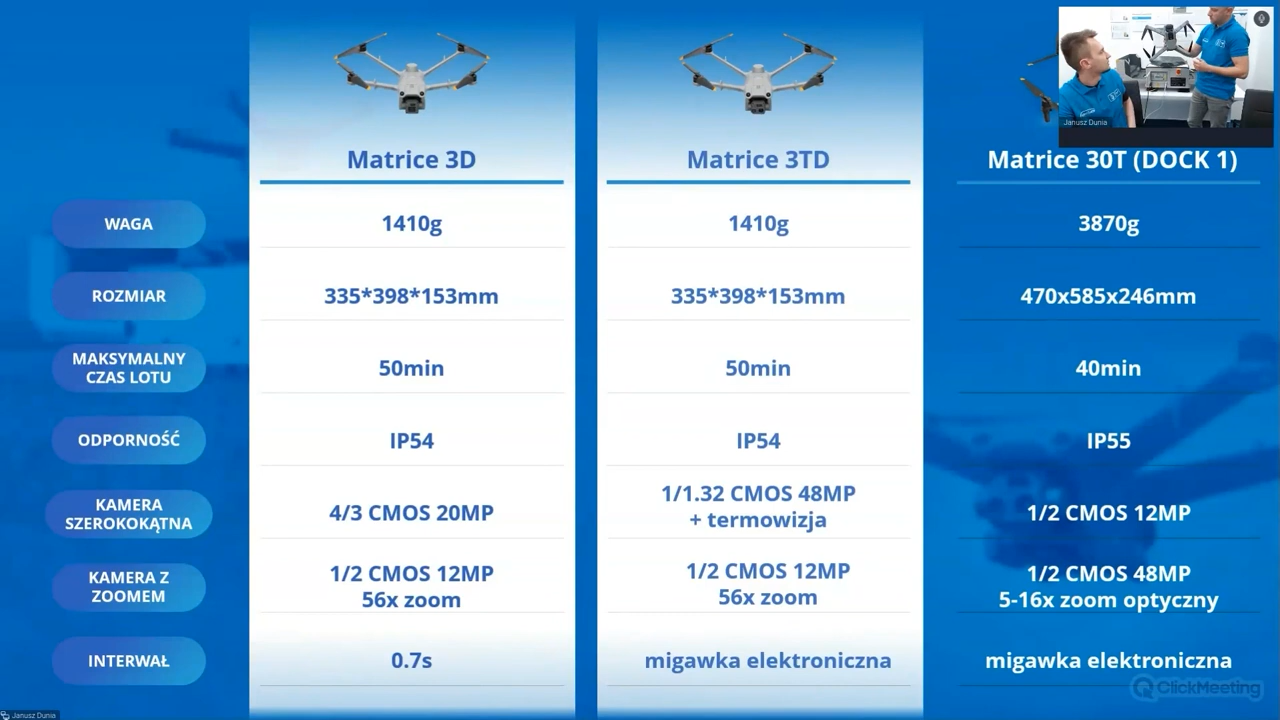 Janusz Dunia
Matrice 3D
Matrice 3TD
Matrice 30T (DOCK 1)
WAGA
1410g
1410g
3870g
ROZMIAR
335*398*153mm
335*398*153mm
470x585x246mm
MAKSYMALNY
CZAS LOTU
50min
50min
40min
ODPORNOŚĆ
IP54
IP54
IP55
KAMERA
SZEROKOKĄTNA
4/3 CMOS 20MP
1/1.32 CMOS 48MP
+ termowizja
1/2 CMOS 12MP
KAMERA Z
ZOOMEM
1/2 CMOS 12MP
56x zoom
1/2 CMOS 12MP
56x zoom
1/2 CMOS 48MP
5-16x zoom optyczny
INTERWAŁ
0.7s
migawka elektroniczna
migawka elektroniczna
ClickMeeting
Janusz Dunia